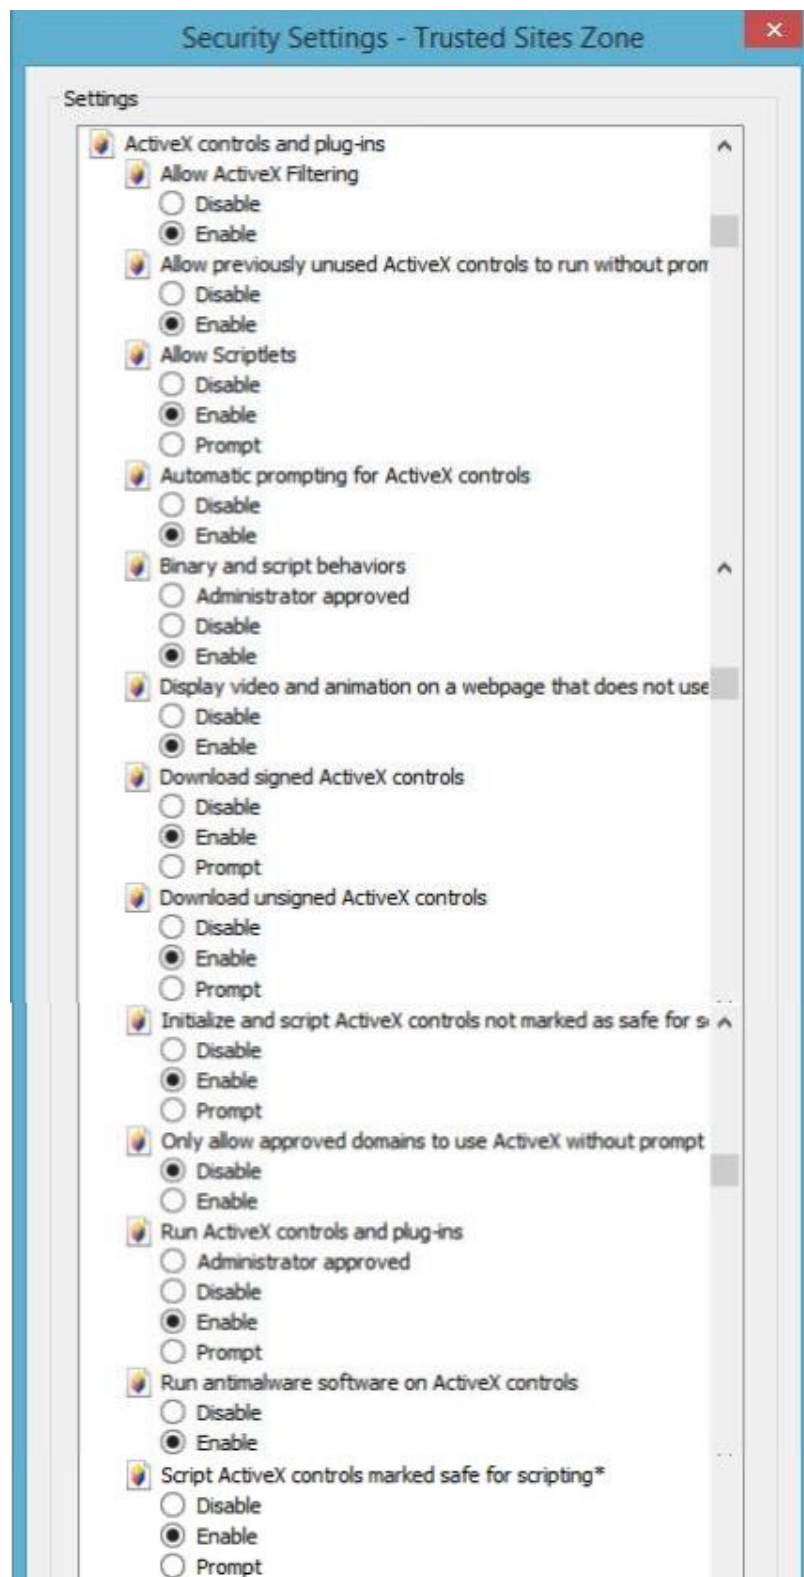 Security Settings - Trusted Sites Zone
Settings
ActiveX controls and plug-ins
Allow ActiveX Filtering
Disable
Enable
Allow previously unused ActiveX controls to run without prom
Disable
Enable
Allow Scriptlets
Disable
Enable
Prompt
Automatic prompting for ActiveX controls
Disable
Enable
Binary and script behaviors
Administrator approved
Disable
Enable
Display video and animation on a webpage that does not use
Disable
Enable
Download signed ActiveX controls
Disable
Enable
Prompt
Download unsigned ActiveX controls
Disable
Enable
Prompt
Initialize and script ActiveX controls not marked as safe for s
Disable
Enable
Prompt
Only allow approved domains to use ActiveX without prompt
Disable
Enable
Run ActiveX controls and plug-ins
Administrator approved
Disable
Enable
Prompt
Run antimalware software on ActiveX controls
Disable
Enable
Script ActiveX controls marked safe for scripting*
Disable
Enable
Prompt